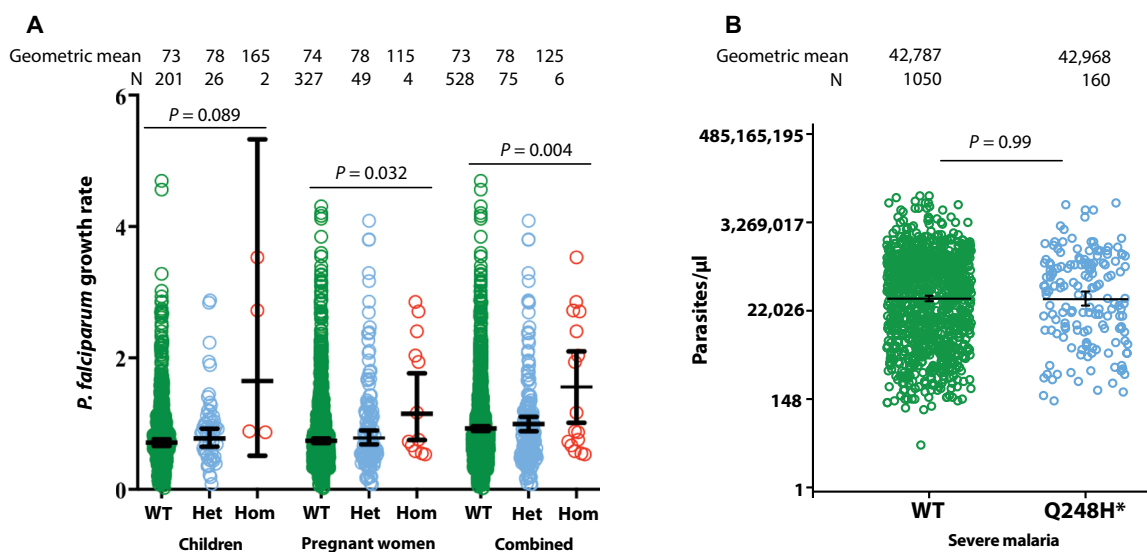 A
Geometric mean 73 78 165 74 78 115 73 78 125
N 201 26 2 327 49 4 528 75 6
6
4
2
0
P. falciparum growth rate
P = 0.089
P = 0.032
P = 0.004
WT Het Hom WT Het Hom WT Het Hom
Children Pregnant women Combined
B
Geometric mean 42,787 42,968
N 1050 160
485,165,195
3,269,017
22,026
148
1
Parasites/µl
P = 0.99
WT Q248H*
Severe malaria